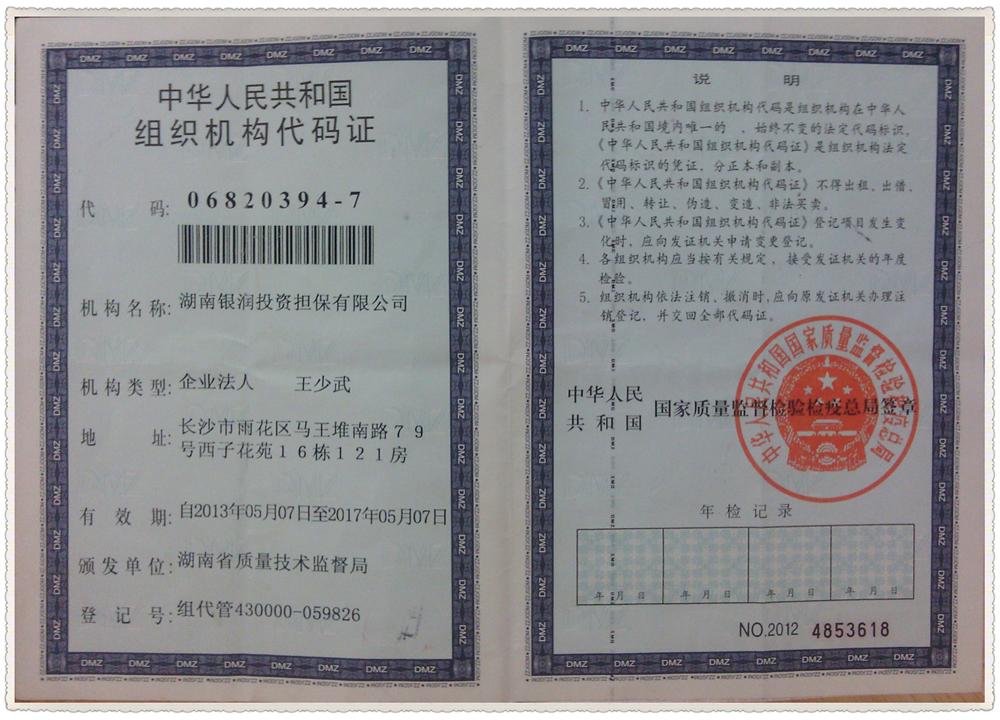 中华人民共和国
组织机构代码证
代 码: 06820394-7
机构名称: 湖南银润投资担保有限公司
机构类型: 企业法人 王少武
地 址: 长沙市雨花区马王堆南路79
号西子花苑16栋121房
有 效 期: 自2013年05月07日至2017年05月07日
颁发单位: 湖南省质量技术监督局
登 记 号: 组代管430000-059826
说 明
1. 中华人民共和国组织机构代码是组织机构在中华人
民共和国境内唯一的 、始终不变的法定代码标识,
《中华人民共和国组织机构代码证》是组织机构法定
代码标识的凭证, 分正本和副本。
2.《中华人民共和国组织机构代码证》不得出租、出借、
冒用、转让、伪造、变造、非法买卖。
3.《中华人民共和国组织机构代码证》登记项目发生变
化时, 应向发证机关申请变更登记。
4. 各组织机构应当按有关规定, 接受发证机关的年度
检验。
5. 组织机构依法注销、撤消时, 应向原发证机关办理注
销登记, 并交回全部代码证。
中华人民
共 和 国 国家质量监督检验检疫总局签章
中华人民共和国国家质量监督检验检疫总局
年检记录
年 月 日 年 月 日 年 月 日 年 月 日
NO.2012 4853618